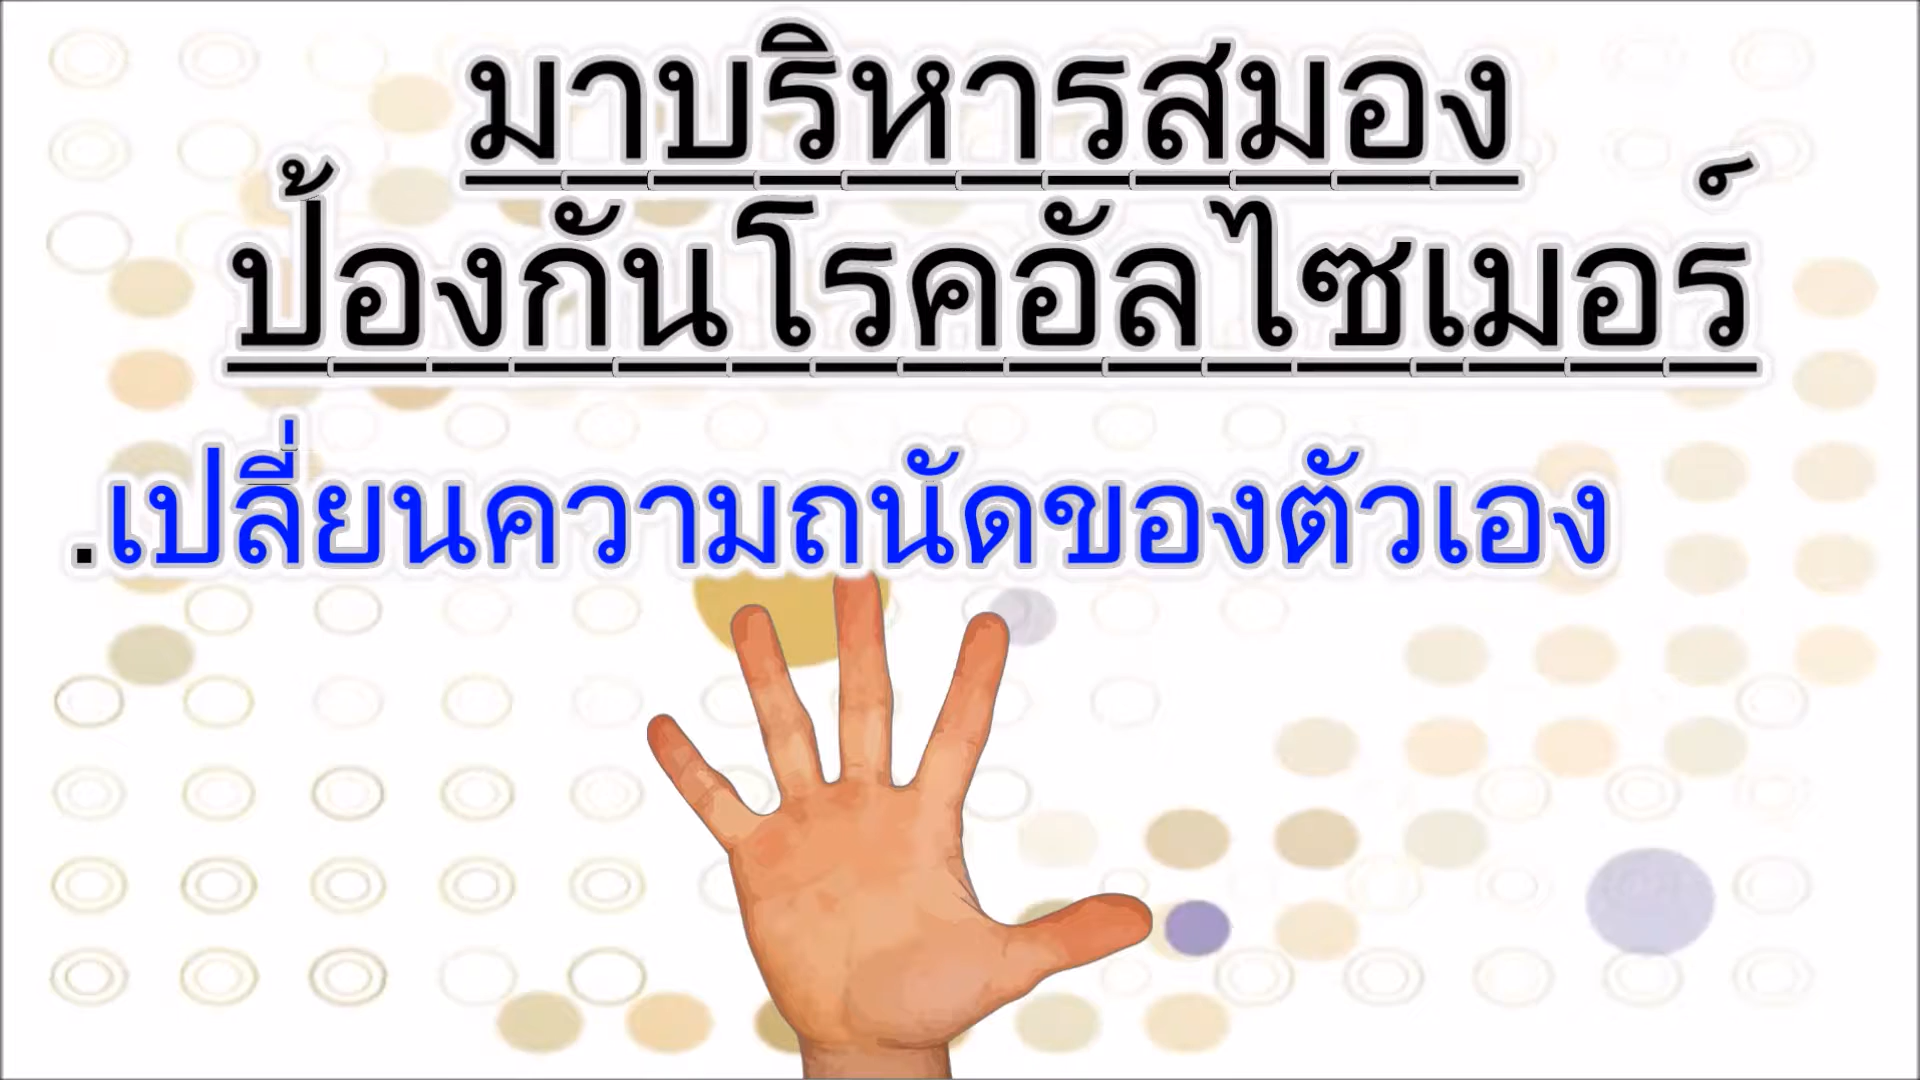 มาบริหารสมอง
ป้องกันโรคอัลไซเมอร์
.เปลี่ยนความถนัดของตัวเอง